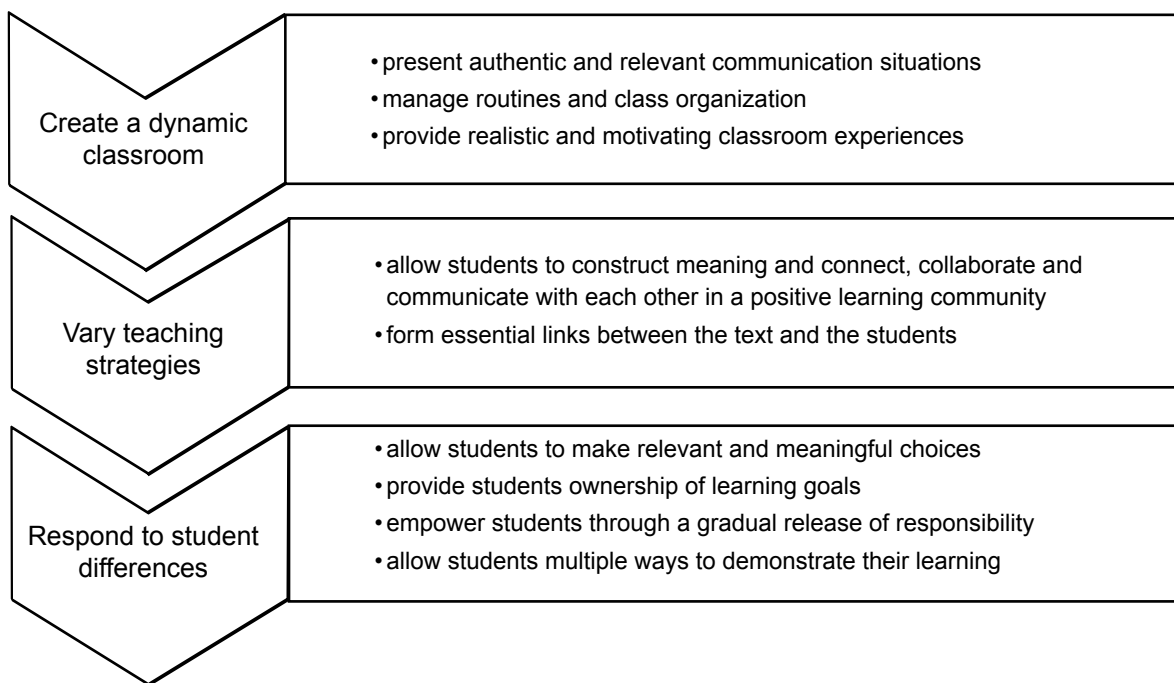 Create a dynamic
classroom
• present authentic and relevant communication situations
• manage routines and class organization
• provide realistic and motivating classroom experiences
Vary teaching
strategies
• allow students to construct meaning and connect, collaborate and
communicate with each other in a positive learning community
• form essential links between the text and the students
Respond to student
differences
• allow students to make relevant and meaningful choices
• provide students ownership of learning goals
• empower students through a gradual release of responsibility
• allow students multiple ways to demonstrate their learning